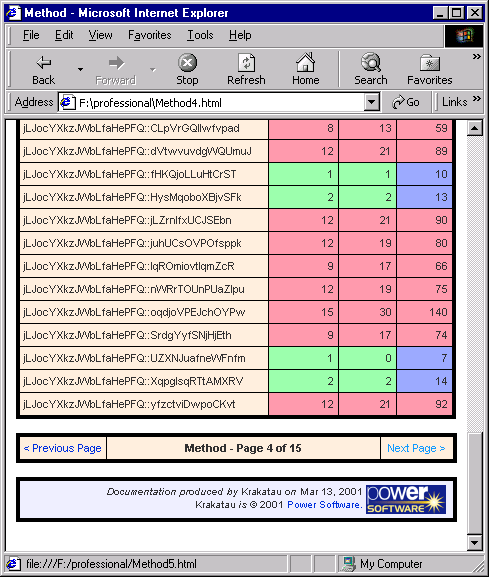 Method - Microsoft Internet Explorer
File Edit View Favorites Tools Help
Back Forward Stop Refresh Home Search Favorites
Address F:\professional\Method4.html Go Links
jLJocYXkzJWbLfaHePFQ::CLpVrGQllwfvpad 8 13 59
jLJocYXkzJWbLfaHePFQ::dVtwvuvdgWQUmuJ 12 21 89
jLJocYXkzJWbLfaHePFQ::fHKQjoLLuHtCrST 1 1 10
jLJocYXkzJWbLfaHePFQ::HysMqoboXBjvSFk 2 2 13
jLJocYXkzJWbLfaHePFQ::jLZrnIfxUCJSEbn 12 21 90
jLJocYXkzJWbLfaHePFQ::juhUCsOVPOfsppk 12 19 80
jLJocYXkzJWbLfaHePFQ::lqROmiovtlqmZcR 9 17 66
jLJocYXkzJWbLfaHePFQ::nWRrTOUnPUaZlpu 12 19 75
jLJocYXkzJWbLfaHePFQ::oqdjoVPEJchOYPw 15 30 140
jLJocYXkzJWbLfaHePFQ::SrdgYyfSNjHjEth 9 17 74
jLJocYXkzJWbLfaHePFQ::UZXNJuafneWFnfm 1 0 7
jLJocYXkzJWbLfaHePFQ::XqpglsqRTtAMXRV 2 2 14
jLJocYXkzJWbLfaHePFQ::yfzctviDwpoCKvt 12 21 92
< Previous Page Method - Page 4 of 15 Next Page >
Documentation produced by Krakatau on Mar 13, 2001
Krakatau is © 2001 Power Software.
power
SOFTWARE
file:///F:/professional/Method5.html My Computer